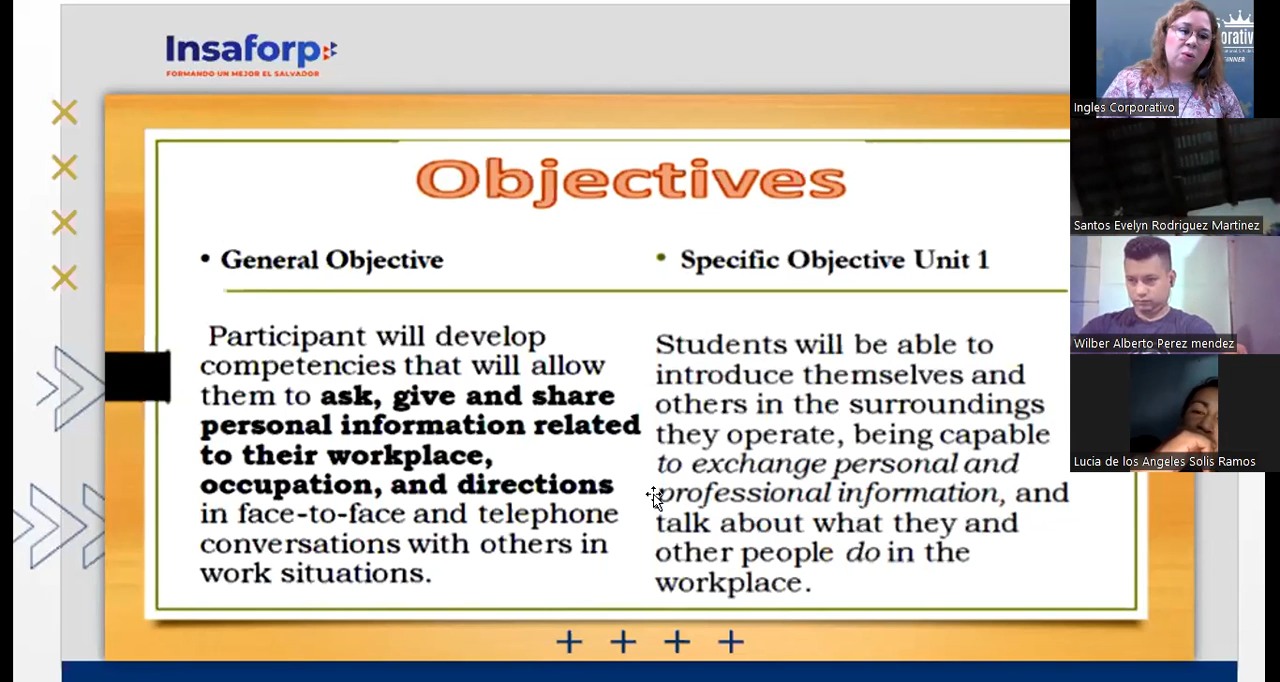 Insaforp
FORMANDO UN MEJOR EL SALVADOR
Objectives
• General Objective
Participant will develop
competencies that will allow
them to ask, give and share
personal information related
to their workplace,
occupation, and directions
in face-to-face and telephone
conversations with others in
work situations.
• Specific Objective Unit 1
Students will be able to
introduce themselves and
others in the surroundings
they operate, being capable
to exchange personal and
professional information, and
talk about what they and
other people do in the
workplace.
Ingles Corporativo
Santos Evelyn Rodriguez Martinez
Wilber Alberto Perez mendez
Lucia de los Angeles Solis Ramos